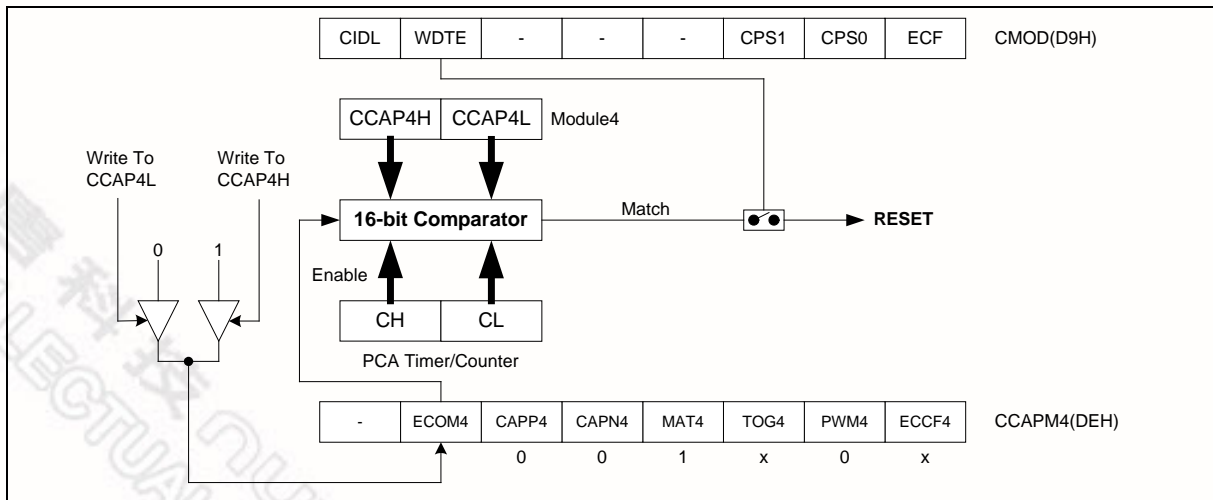 CIDL WDTE - - - CPS1 CPS0 ECF CMOD(D9H)
CCAP4H CCAP4L Module4
Write To
CCAP4L
Write To
CCAP4H
16-bit Comparator
Match
RESET
0 1
Enable
CH CL
PCA Timer/Counter
- ECOM4 CAPP4 CAPN4 MAT4 TOG4 PWM4 ECCF4 CCAPM4(DEH)
0 0 1 x 0 x
科技